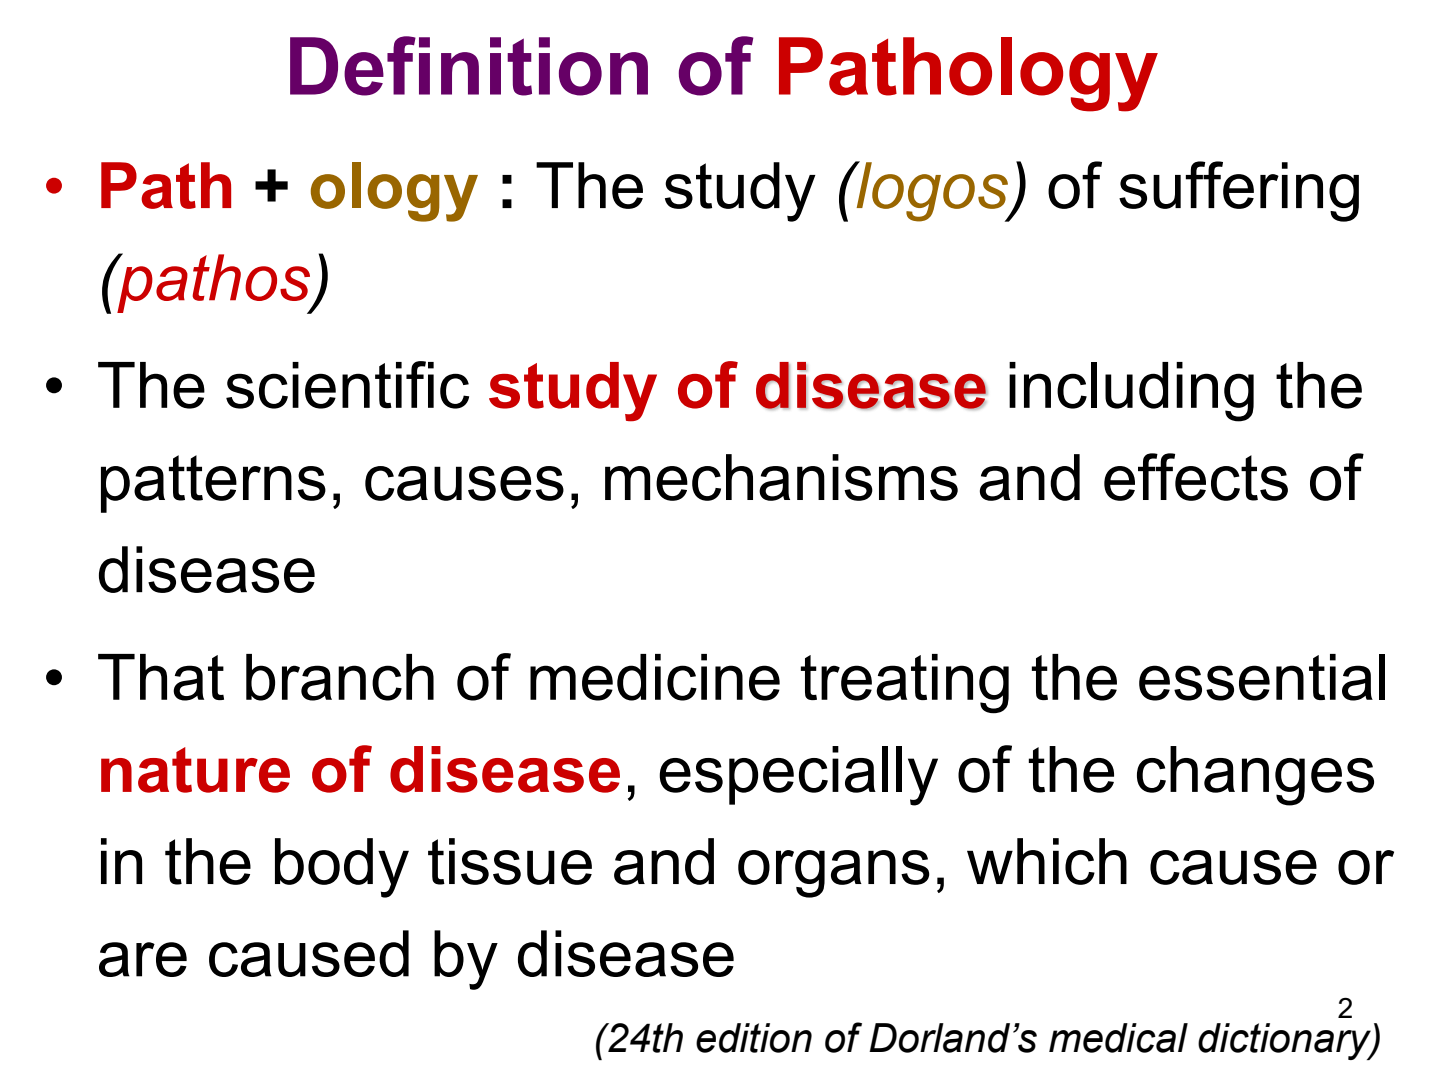 Definition of Pathology
• Path + ology : The study (logos) of suffering
(pathos)
• The scientific study of disease including the
patterns, causes, mechanisms and effects of
disease
• That branch of medicine treating the essential
nature of disease, especially of the changes
in the body tissue and organs, which cause or
are caused by disease
2
(24th edition of Dorland’s medical dictionary)